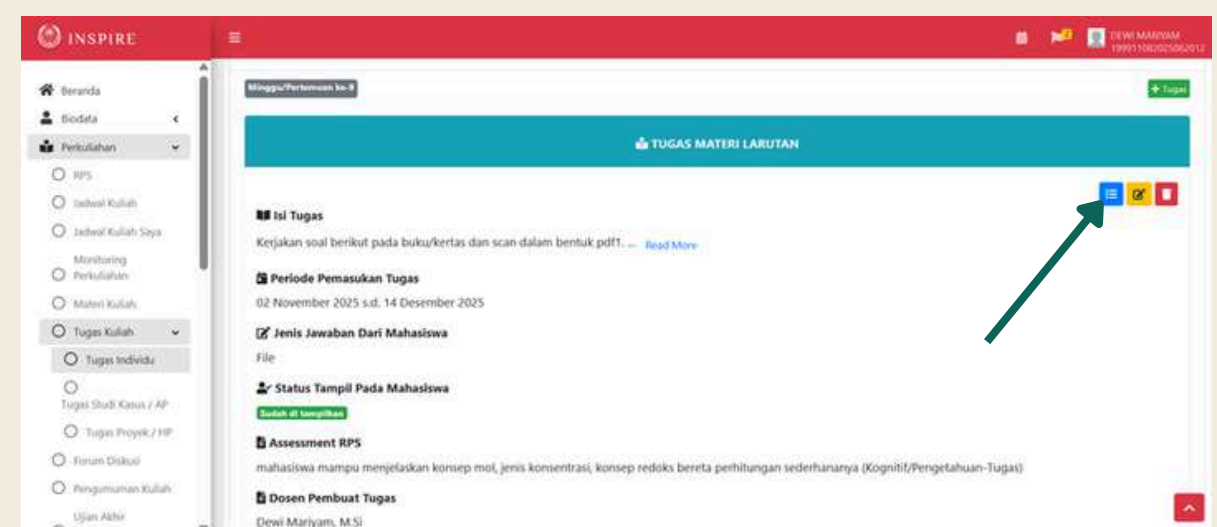 INSPIRE
DEWI MARIYAM
Beranda
Biodata
Perkuliahan
RPS
Jadwal Kuliah
Jadwal Kuliah Saya
Monitoring
Perkuliahan
Materi Kuliah
Tugas Kuliah
Tugas Individu
Tugas Studi Kasus / AP
Tugas Proyek / HP
Forum Diskusi
Pengumuman Kuliah
Ujian Akhir
Minggu/Pertemuan ke-9
+ Tugas
TUGAS MATERI LARUTAN
Isi Tugas
Kerjakan soal berikut pada buku/kertas dan scan dalam bentuk pdf1. ... Read More
Periode Pemasukan Tugas
02 November 2025 s.d. 14 Desember 2025
Jenis Jawaban Dari Mahasiswa
File
Status Tampil Pada Mahasiswa
Sudah di tampilkan
Assessment RPS
mahasiswa mampu menjelaskan konsep mol, jenis konsentrasi, konsep redoks bereta perhitungan sederhananya (Kognitif/Pengetahuan-Tugas)
Dosen Pembuat Tugas
Dewi Mariyam, M.Si